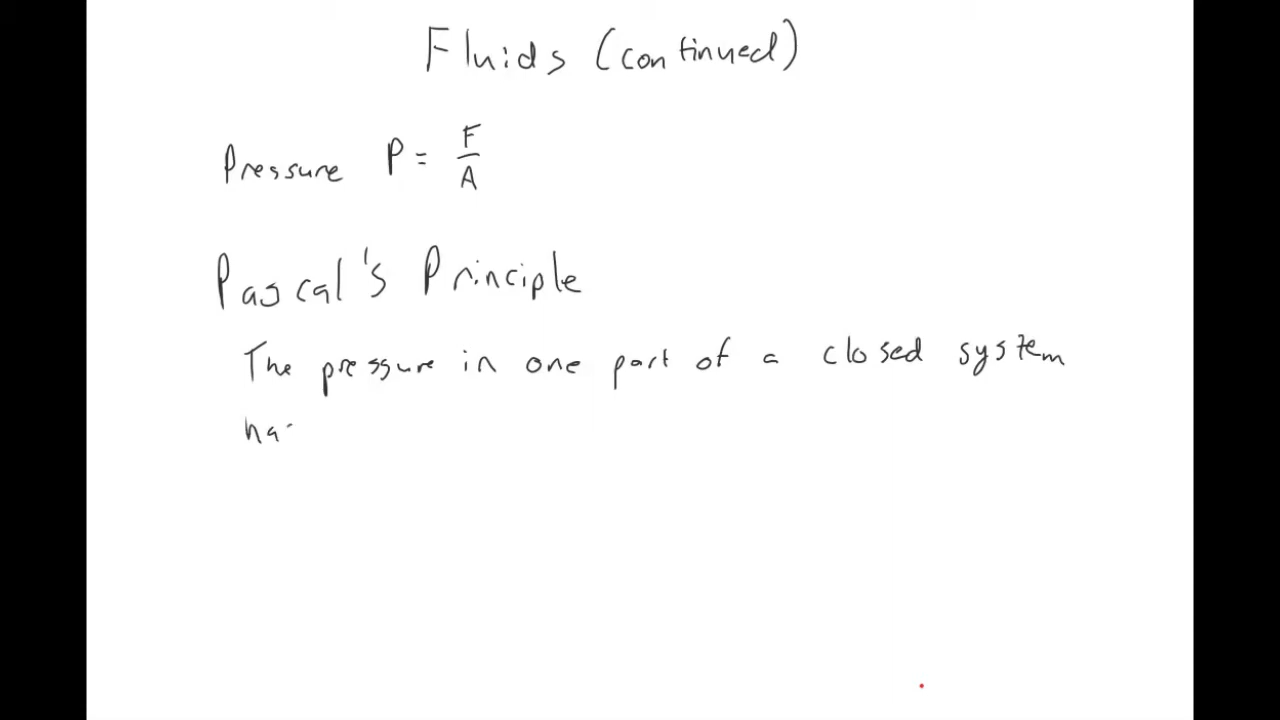 Fluids (continued)
Pressure P = F/A
Pascal's Principle
The pressure in one part of a closed system